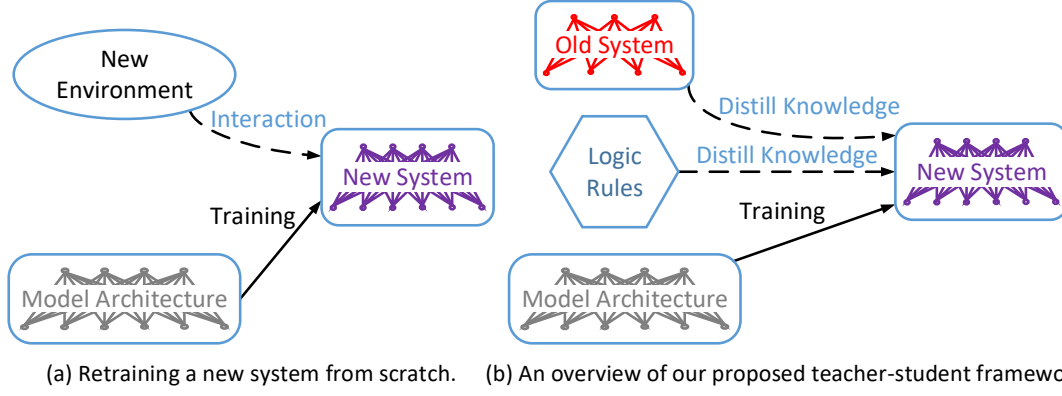 New
Environment
Interaction
New System
Training
Model Architecture
(a) Retraining a new system from scratch.
Old System
Distill Knowledge
Logic
Rules
Distill Knowledge
New System
Training
Model Architecture
(b) An overview of our proposed teacher-student framewo